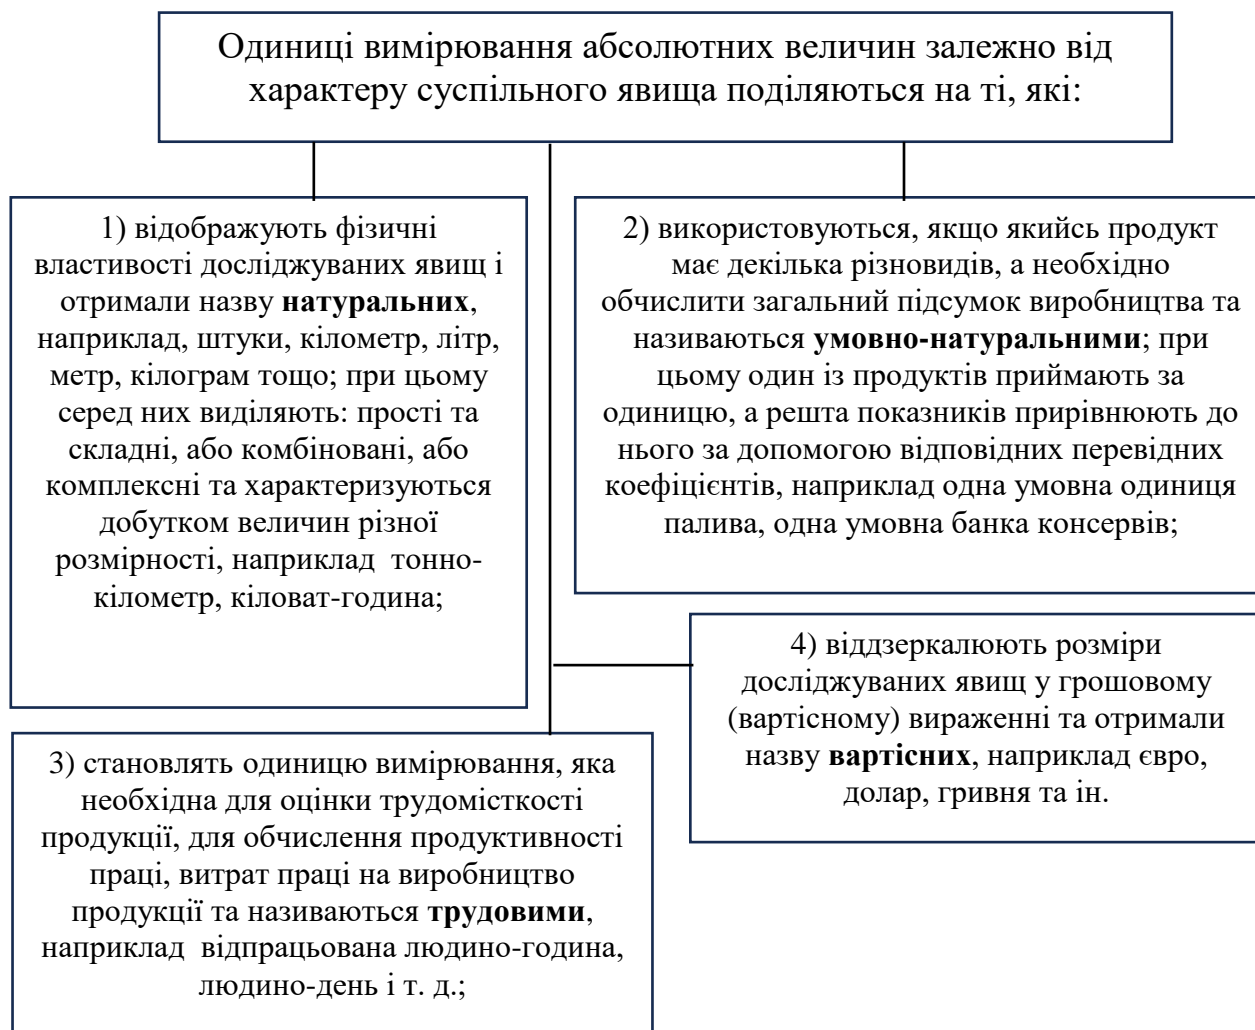 Одиниці вимірювання абсолютних величин залежно від
характеру суспільного явища поділяються на ті, які:
1) відображують фізичні
властивості досліджуваних явищ і
отримали назву натуральних,
наприклад, штуки, кілометр, літр,
метр, кілограм тощо; при цьому
серед них виділяють: прості та
складні, або комбіновані, або
комплексні та характеризуються
добутком величин різної
розмірності, наприклад тонно-
кілометр, кіловат-година;
2) використовуються, якщо якийсь продукт
має декілька різновидів, а необхідно
обчислити загальний підсумок виробництва та
називаються умовно-натуральними; при
цьому один із продуктів приймають за
одиницю, а решта показників прирівнюють до
нього за допомогою відповідних перевідних
коефіцієнтів, наприклад одна умовна одиниця
палива, одна умовна банка консервів;
3) становлять одиницю вимірювання, яка
необхідна для оцінки трудомісткості
продукції, для обчислення продуктивності
праці, витрат праці на виробництво
продукції та називаються трудовими,
наприклад відпрацьована людино-година,
людино-день і т. д.;
4) віддзеркалюють розміри
досліджуваних явищ у грошовому
(вартісному) вираженні та отримали
назву вартісних, наприклад євро,
долар, гривня та ін.